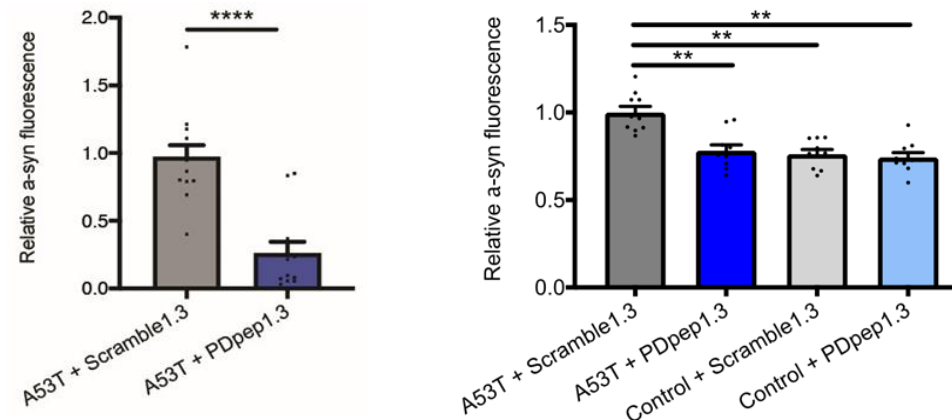 Relative a-syn fluorescence
2.0
1.5
1.0
0.5
0.0
****
A53T + Scramble1.3
A53T + PDpep1.3
Relative a-syn fluorescence
1.5
1.0
0.5
0.0
**
**
**
A53T + Scramble1.3
A53T + PDpep1.3
Control + Scramble1.3
Control + PDpep1.3